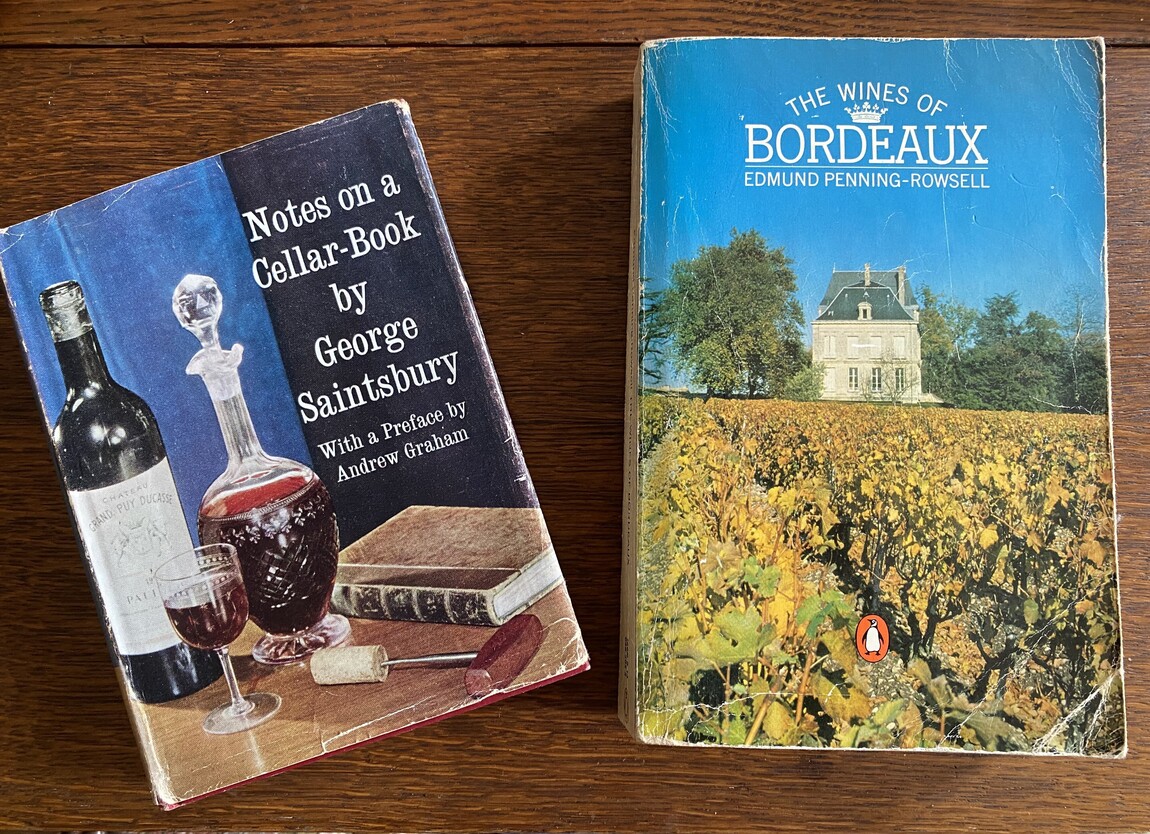 Notes on a
Cellar-Book
by
George
Saintsbury
With a Preface by
Andrew Graham
CHATEAU
GRAND PUY DUCASSE
THE WINES OF
BORDEAUX
EDMUND PENNING-ROWSELL